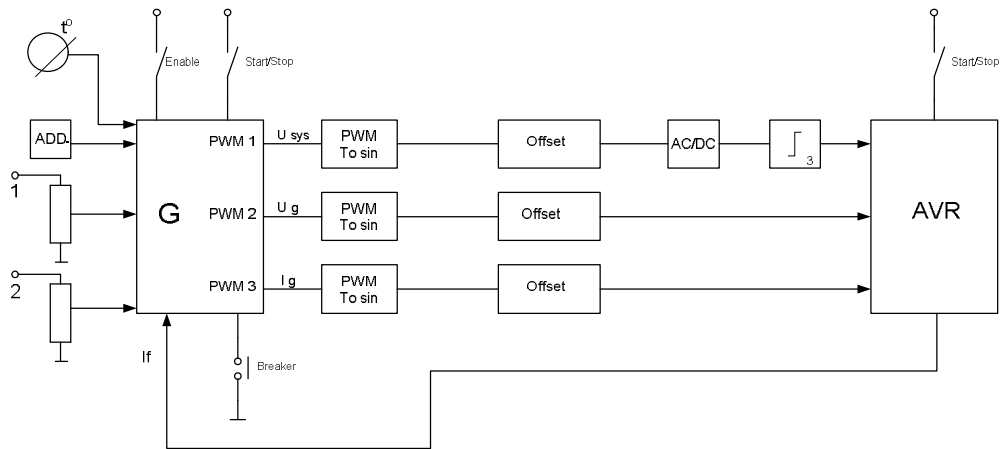 t°
Enable
Start/Stop
Start/Stop
ADD.
PWM 1
U sys
PWM
To sin
Offset
AC/DC
3
1
G
PWM 2
U g
PWM
To sin
Offset
AVR
2
PWM 3
I g
PWM
To sin
Offset
If
Breaker